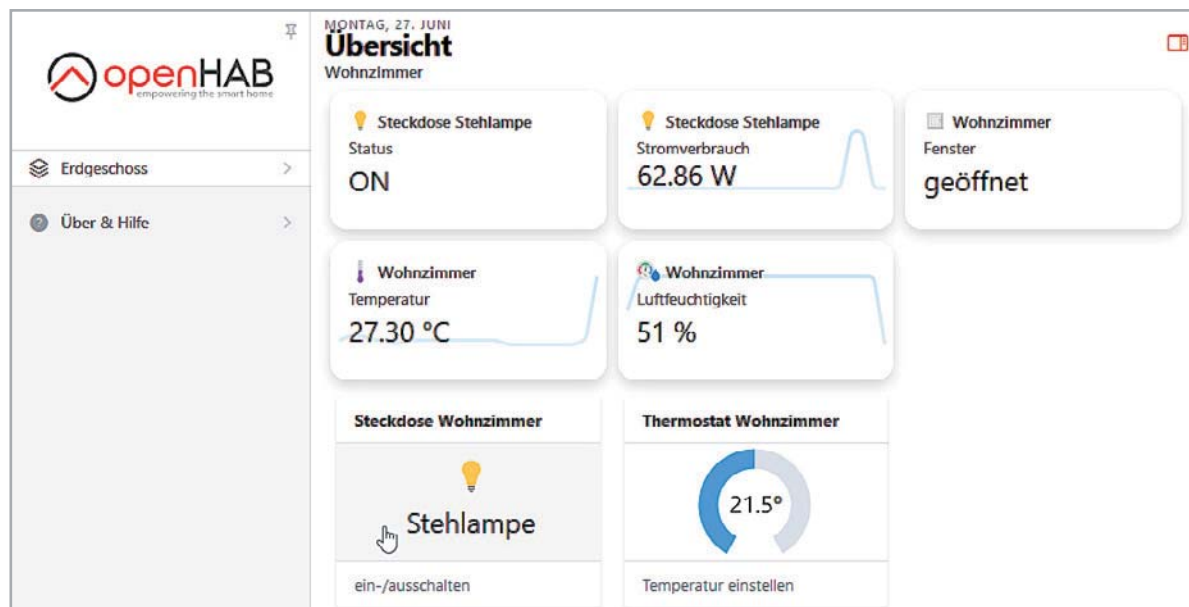 openHAB
empowering the smart home
Erdgeschoss
Über & Hilfe
MONTAG, 27. JUNI
Übersicht
Wohnzimmer
Steckdose Stehlampe
Status
ON
Steckdose Stehlampe
Stromverbrauch
62.86 W
Wohnzimmer
Fenster
geöffnet
Wohnzimmer
Temperatur
27.30 °C
Wohnzimmer
Luftfeuchtigkeit
51 %
Steckdose Wohnzimmer
Stehlampe
ein-/ausschalten
Thermostat Wohnzimmer
21.5°
Temperatur einstellen